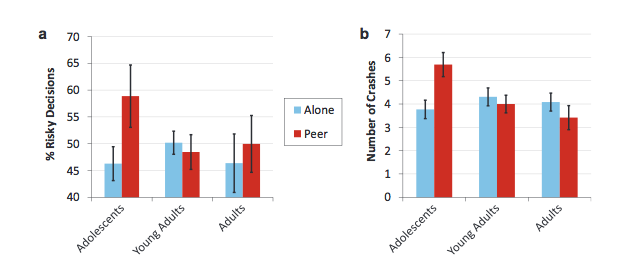 a
% Risky Decisions
70
65
60
55
50
45
40
Adolescents
Young Adults
Adults
Alone
Peer
b
Number of Crashes
7
6
5
4
3
2
1
0
Adolescents
Young Adults
Adults